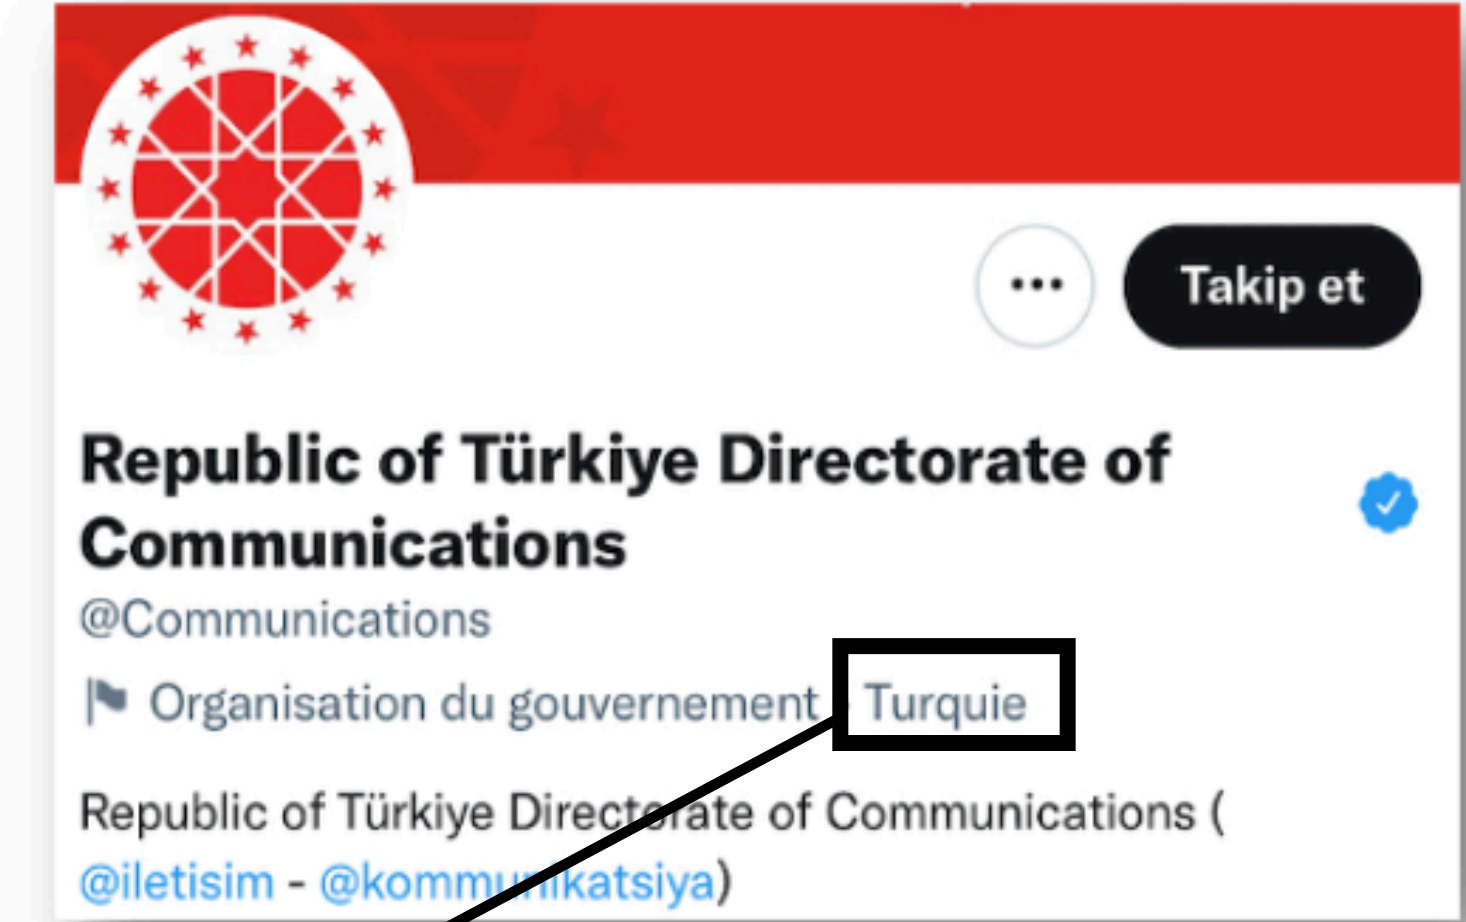 Takip et
Republic of Türkiye Directorate of
Communications
@Communications
Organisation du gouvernement Turquie
Republic of Türkiye Directorate of Communications (
@iletisim - @kommunikatsiya)